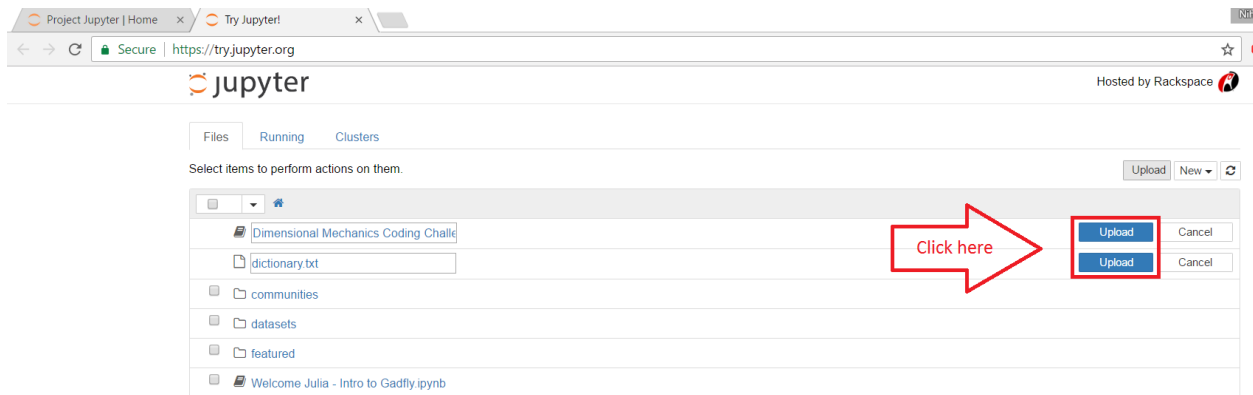 Project Jupyter | Home × Try Jupyter! ×
Secure | https://try.jupyter.org
jupyter Hosted by Rackspace
Files Running Clusters
Select items to perform actions on them. Upload New
Dimensional Mechanics Coding Challe Upload Cancel
Click here
dictionary.txt Upload Cancel
communities
datasets
featured
Welcome Julia - Intro to Gadfly.ipynb